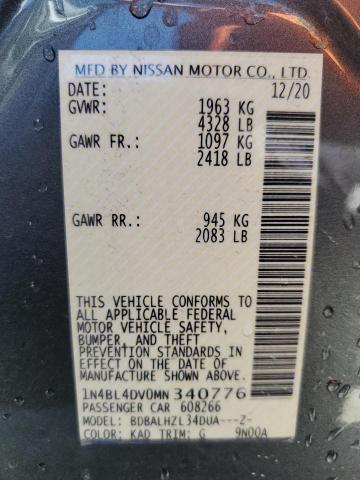 MFD BY NISSAN MOTOR CO., LTD.
DATE: 12/20
GVWR: 1963 KG
4328 LB
GAWR FR.: 1097 KG
2418 LB
GAWR RR.: 945 KG
2083 LB
THIS VEHICLE CONFORMS TO
ALL APPLICABLE FEDERAL
MOTOR VEHICLE SAFETY,
BUMPER, AND THEFT
PREVENTION STANDARDS IN
EFFECT ON THE DATE OF
MANUFACTURE SHOWN ABOVE.
1N4BL4DV0MN340776
PASSENGER CAR 608266
MODEL: BDBALHZL34DUA---Z-
COLOR: KAD TRIM: G 9N00A